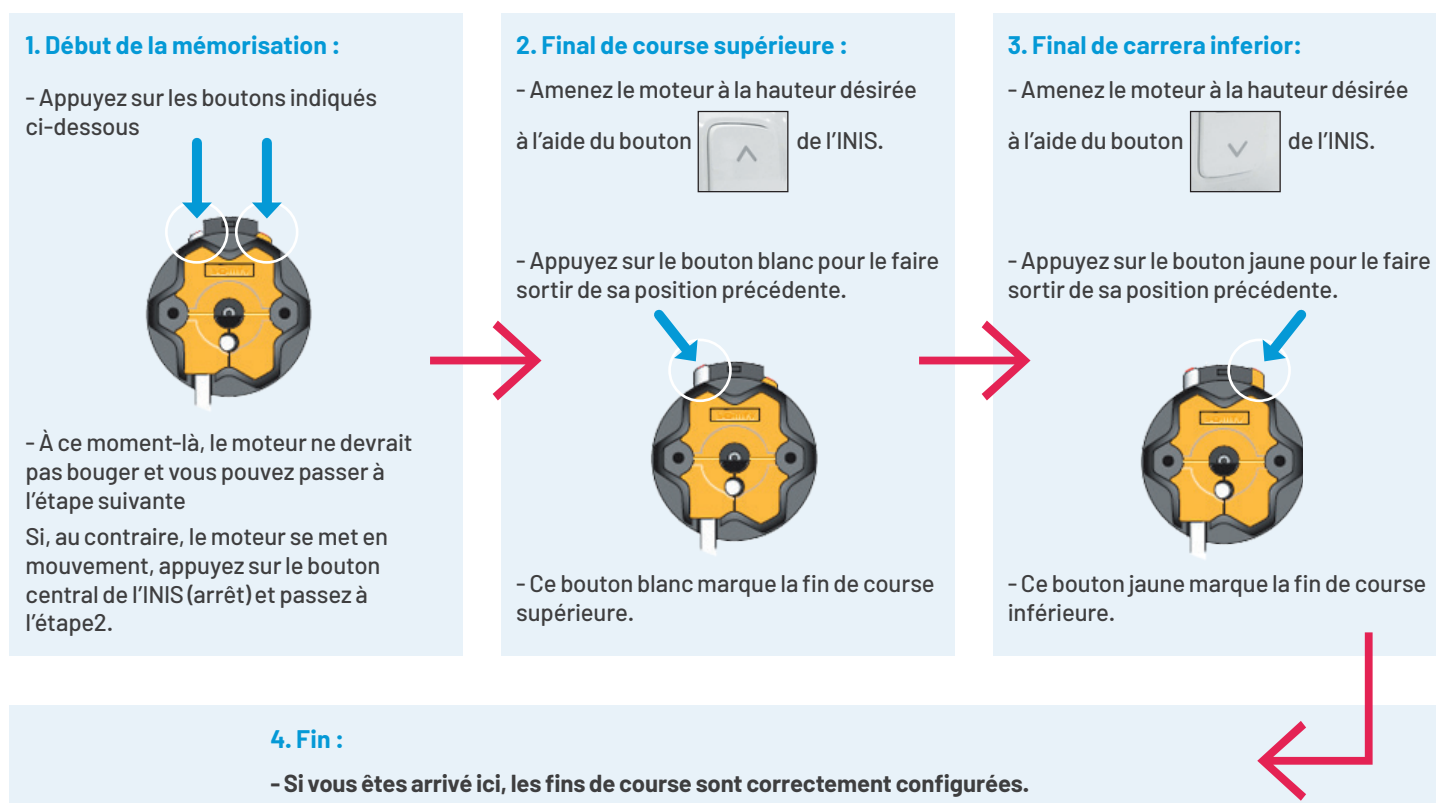 1. Début de la mémorisation :
- Appuyez sur les boutons indiqués
ci-dessous
- À ce moment-là, le moteur ne devrait
pas bouger et vous pouvez passer à
l'étape suivante
Si, au contraire, le moteur se met en
mouvement, appuyez sur le bouton
central de l'INIS (arrêt) et passez à
l'étape2.
2. Final de course supérieure :
- Amenez le moteur à la hauteur désirée
à l'aide du bouton de l'INIS.
- Appuyez sur le bouton blanc pour le faire
sortir de sa position précédente.
- Ce bouton blanc marque la fin de course
supérieure.
3. Final de carrera inferior:
- Amenez le moteur à la hauteur désirée
à l'aide du bouton de l'INIS.
- Appuyez sur le bouton jaune pour le faire
sortir de sa position précédente.
- Ce bouton jaune marque la fin de course
inférieure.
4. Fin :
- Si vous êtes arrivé ici, les fins de course sont correctement configurées.